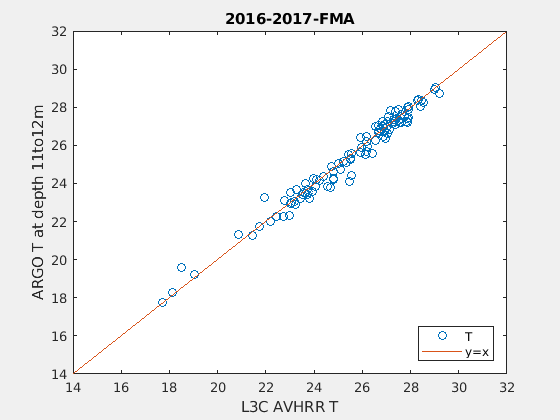 2016-2017-FMA
ARGO T at depth 11to12m
32
30
28
26
24
22
20
18
16
14
14 16 18 20 22 24 26 28 30 32
L3C AVHRR T
T
y=x